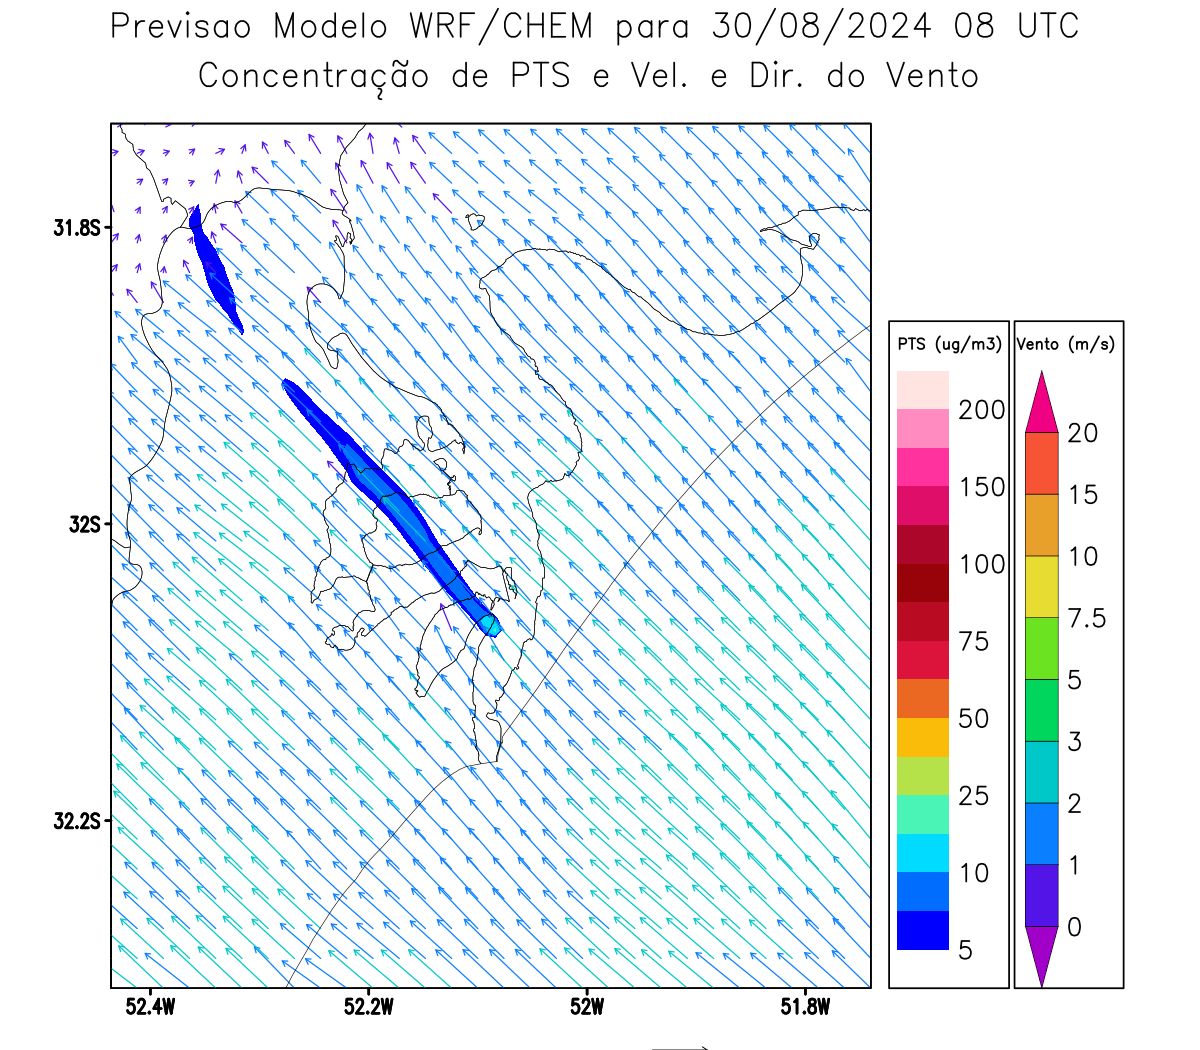 Previsao Modelo WRF/CHEM para 30/08/2024 08 UTC
Concentração de PTS e Vel. e Dir. do Vento
31.8S
32S
32.2S
52.4W 52.2W 52W 51.8W
PTS (ug/m3)
200
150
100
75
50
25
10
5
Vento (m/s)
20
15
10
7.5
5
3
2
1
0